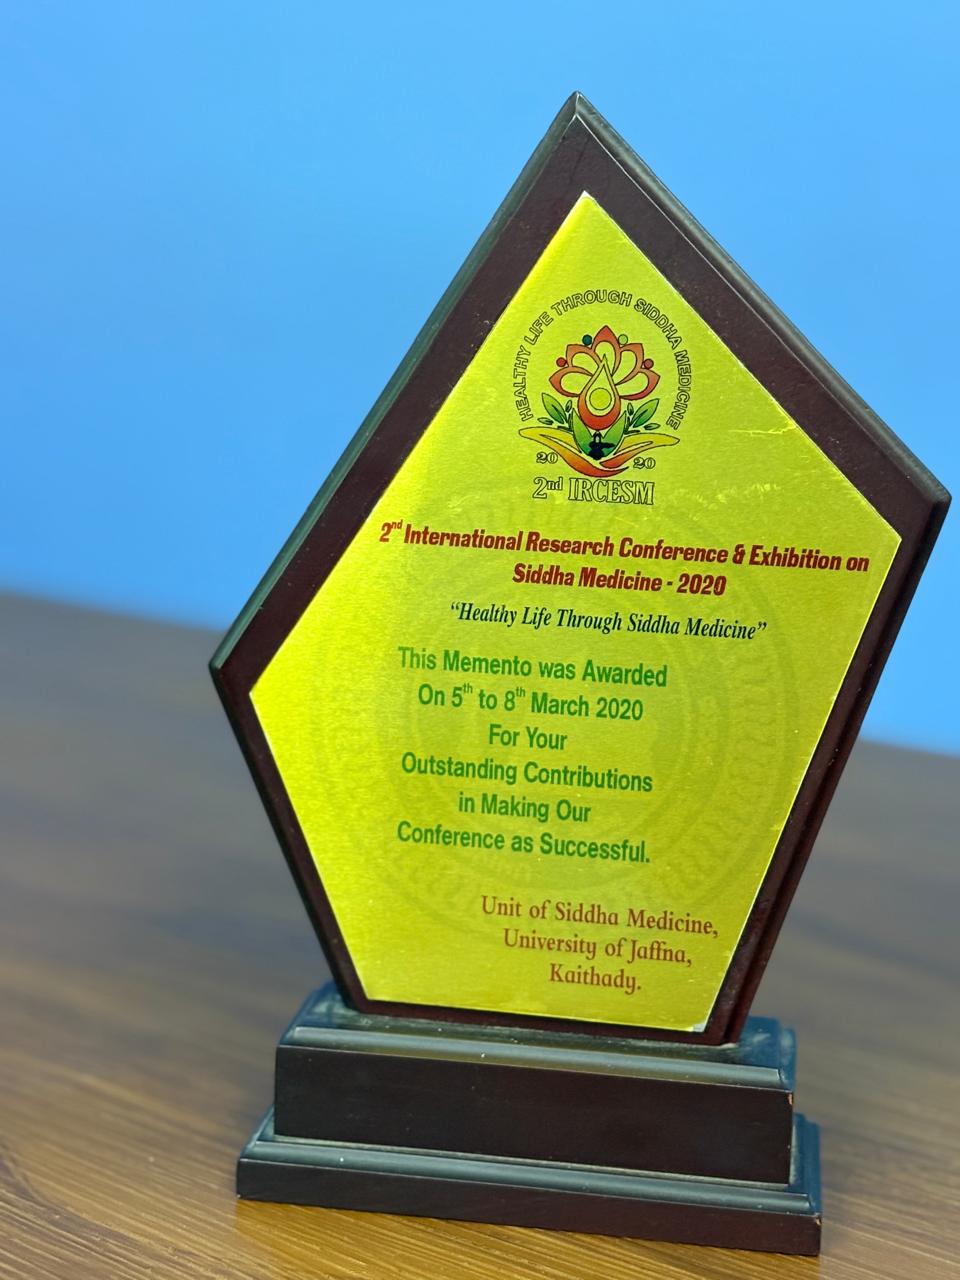 HEALTHY LIFE THROUGH SIDDHA MEDICINE
20 20
2nd IRCESM
2nd International Research Conference & Exhibition on
Siddha Medicine - 2020
“Healthy Life Through Siddha Medicine”
This Memento was Awarded
On 5th to 8th March 2020
For Your
Outstanding Contributions
in Making Our
Conference as Successful.
Unit of Siddha Medicine,
University of Jaffna,
Kaithady.